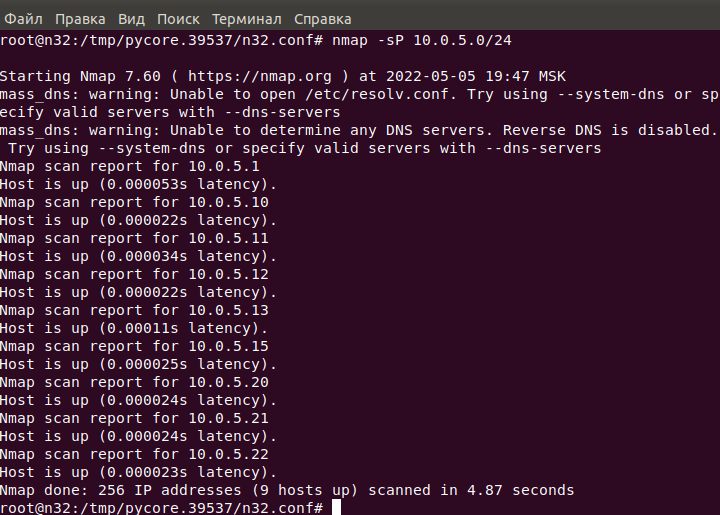 Файл Правка Вид Поиск Терминал Справка
root@n32:/tmp/pycore.39537/n32.conf# nmap -sP 10.0.5.0/24
Starting Nmap 7.60 ( https://nmap.org ) at 2022-05-05 19:47 MSK
mass_dns: warning: Unable to open /etc/resolv.conf. Try using --system-dns or sp
ecify valid servers with --dns-servers
mass_dns: warning: Unable to determine any DNS servers. Reverse DNS is disabled.
 Try using --system-dns or specify valid servers with --dns-servers
Nmap scan report for 10.0.5.1
Host is up (0.000053s latency).
Nmap scan report for 10.0.5.10
Host is up (0.000022s latency).
Nmap scan report for 10.0.5.11
Host is up (0.000034s latency).
Nmap scan report for 10.0.5.12
Host is up (0.000022s latency).
Nmap scan report for 10.0.5.13
Host is up (0.00011s latency).
Nmap scan report for 10.0.5.15
Host is up (0.000025s latency).
Nmap scan report for 10.0.5.20
Host is up (0.000024s latency).
Nmap scan report for 10.0.5.21
Host is up (0.000024s latency).
Nmap scan report for 10.0.5.22
Host is up (0.000023s latency).
Nmap done: 256 IP addresses (9 hosts up) scanned in 4.87 seconds
root@n32:/tmp/pycore.39537/n32.conf#